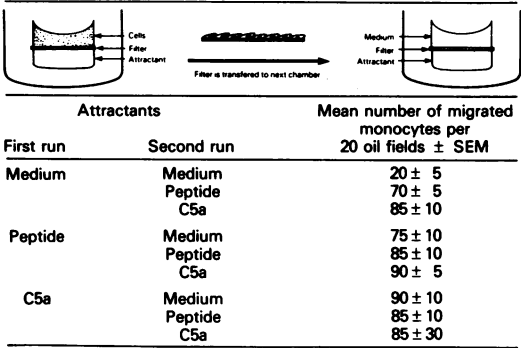 Cells
Filter
Attractant
Filter is transfered to next chamber
Medium
Filter
Attractant
Attractants
Mean number of migrated
monocytes per
First run Second run 20 oil fields ± SEM
Medium Medium 20 ± 5
Peptide 70 ± 5
C5a 85 ± 10
Peptide Medium 75 ± 10
Peptide 85 ± 10
C5a 90 ± 5
C5a Medium 90 ± 10
Peptide 85 ± 10
C5a 85 ± 30